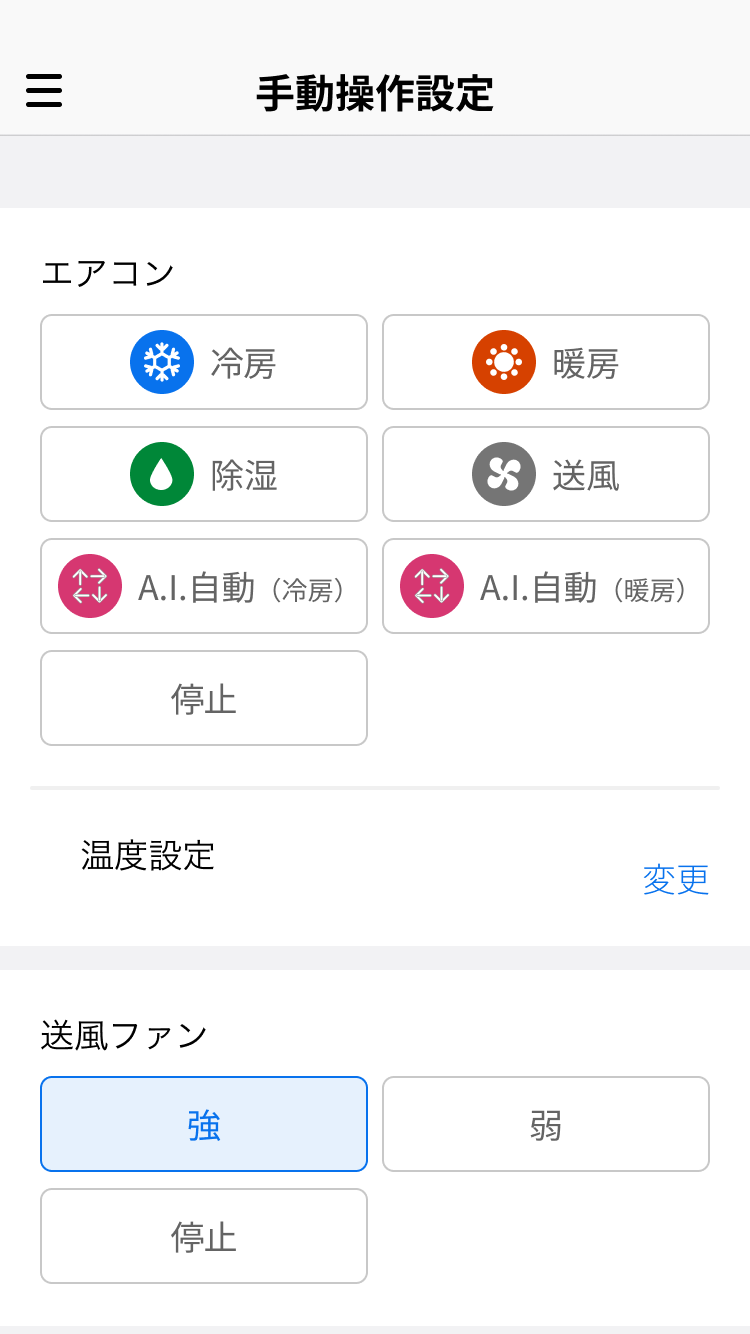 手動操作設定
エアコン
冷房
暖房
除湿
送風
A.I.自動（冷房）
A.I.自動（暖房）
停止
温度設定
変更
送風ファン
強
弱
停止